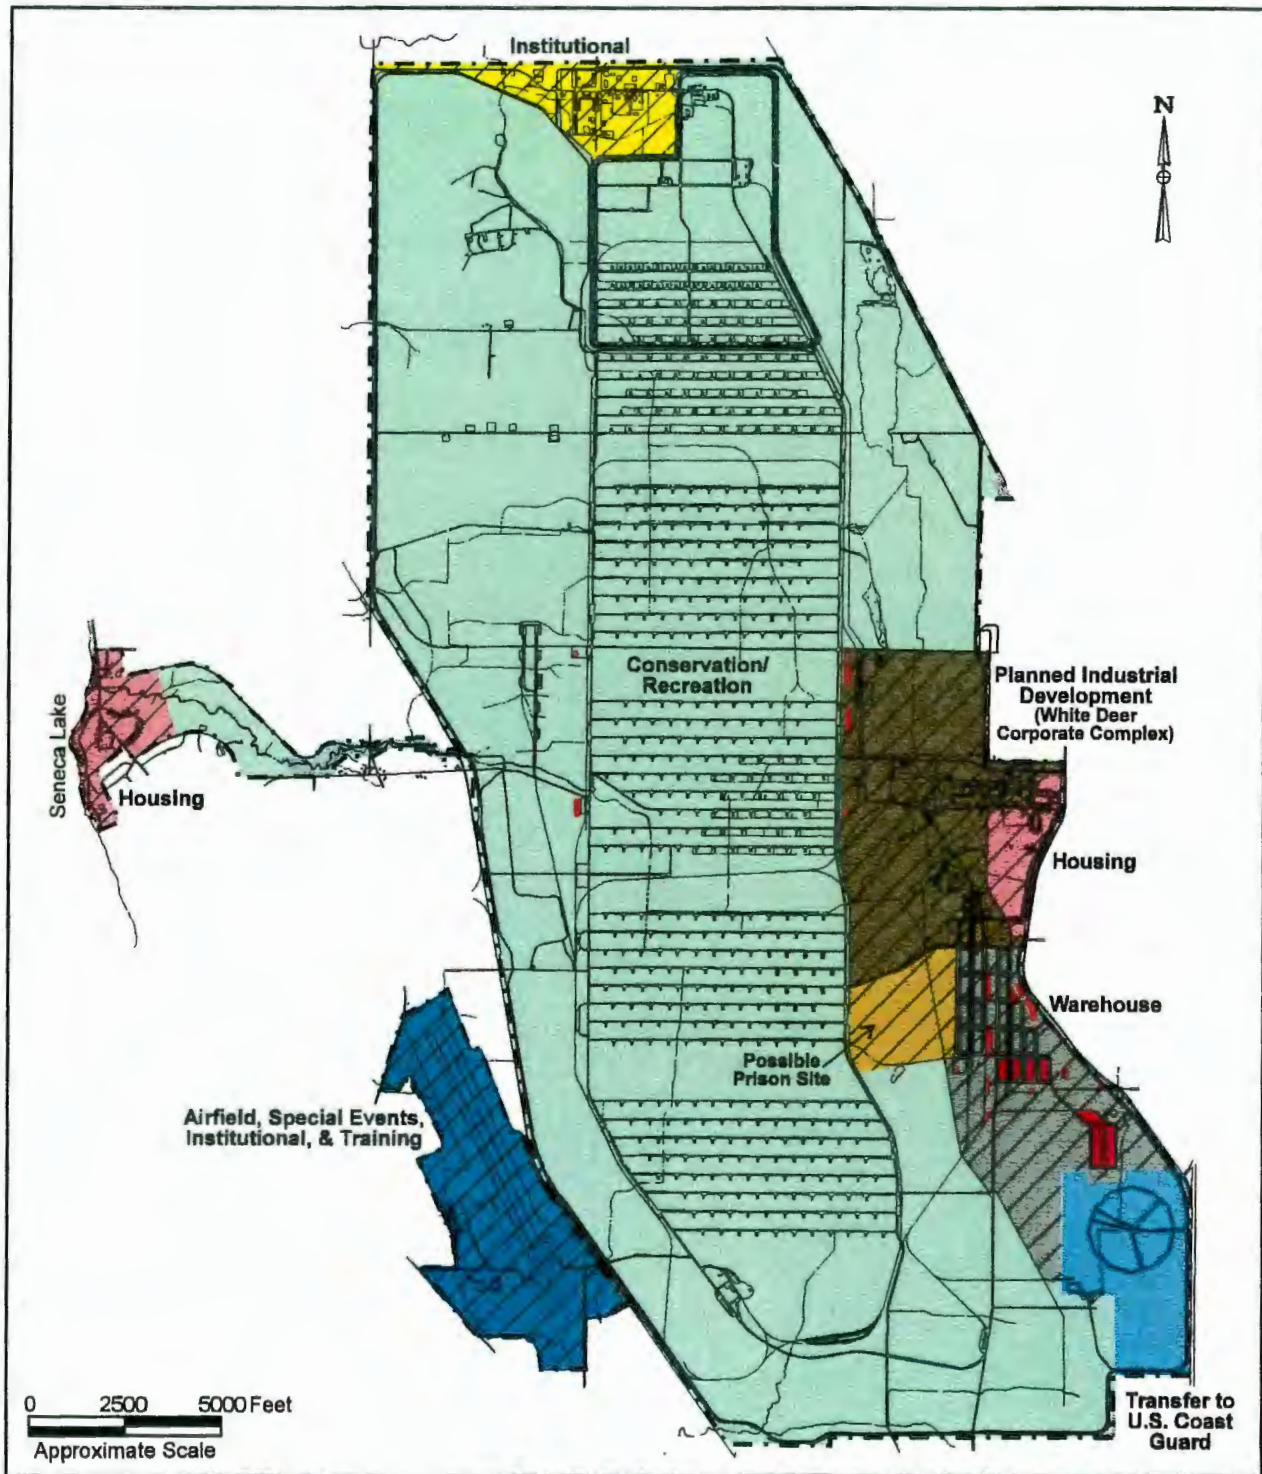 Institutional
N
Conservation/
Recreation
Planned Industrial
Development
(White Deer
Corporate Complex)
Seneca Lake
Housing
Housing
Warehouse
Possible
Prison Site
Airfield, Special Events,
Institutional, & Training
0 2500 5000 Feet
Approximate Scale
Transfer to
U.S. Coast
Guard